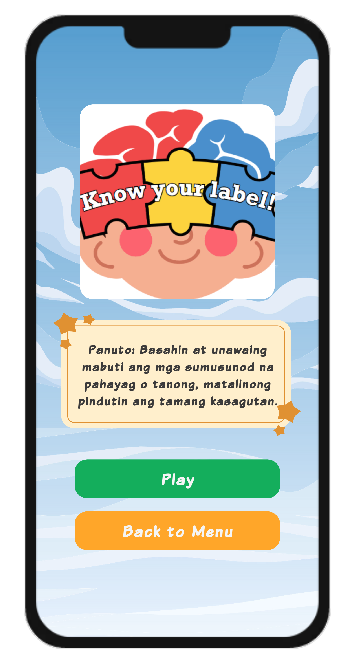 Know your label!
Panuto: Basahin at unawaing
mabuti ang mga sumusunod na
pahayag o tanong, matalinong
pindutin ang tamang kasagutan.
Play
Back to Menu